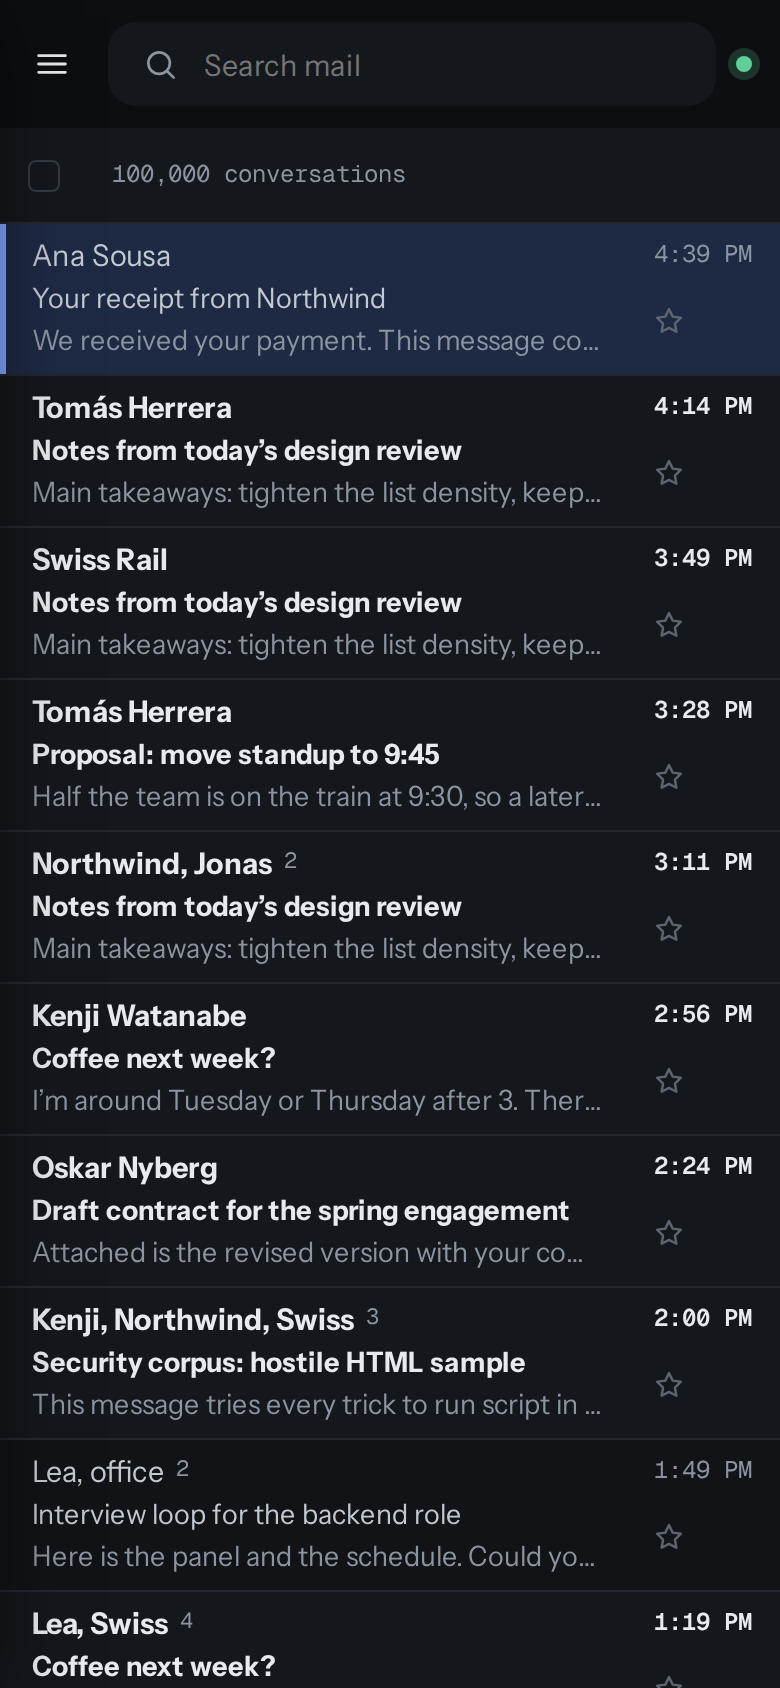 Search mail
100,000 conversations
Ana Sousa 4:39 PM
Your receipt from Northwind
We received your payment. This message co...
Tomás Herrera 4:14 PM
Notes from today’s design review
Main takeaways: tighten the list density, keep...
Swiss Rail 3:49 PM
Notes from today’s design review
Main takeaways: tighten the list density, keep...
Tomás Herrera 3:28 PM
Proposal: move standup to 9:45
Half the team is on the train at 9:30, so a later...
Northwind, Jonas 2 3:11 PM
Notes from today’s design review
Main takeaways: tighten the list density, keep...
Kenji Watanabe 2:56 PM
Coffee next week?
I’m around Tuesday or Thursday after 3. Ther...
Oskar Nyberg 2:24 PM
Draft contract for the spring engagement
Attached is the revised version with your co...
Kenji, Northwind, Swiss 3 2:00 PM
Security corpus: hostile HTML sample
This message tries every trick to run script in ...
Lea, office 2 1:49 PM
Interview loop for the backend role
Here is the panel and the schedule. Could yo...
Lea, Swiss 4 1:19 PM
Coffee next week?